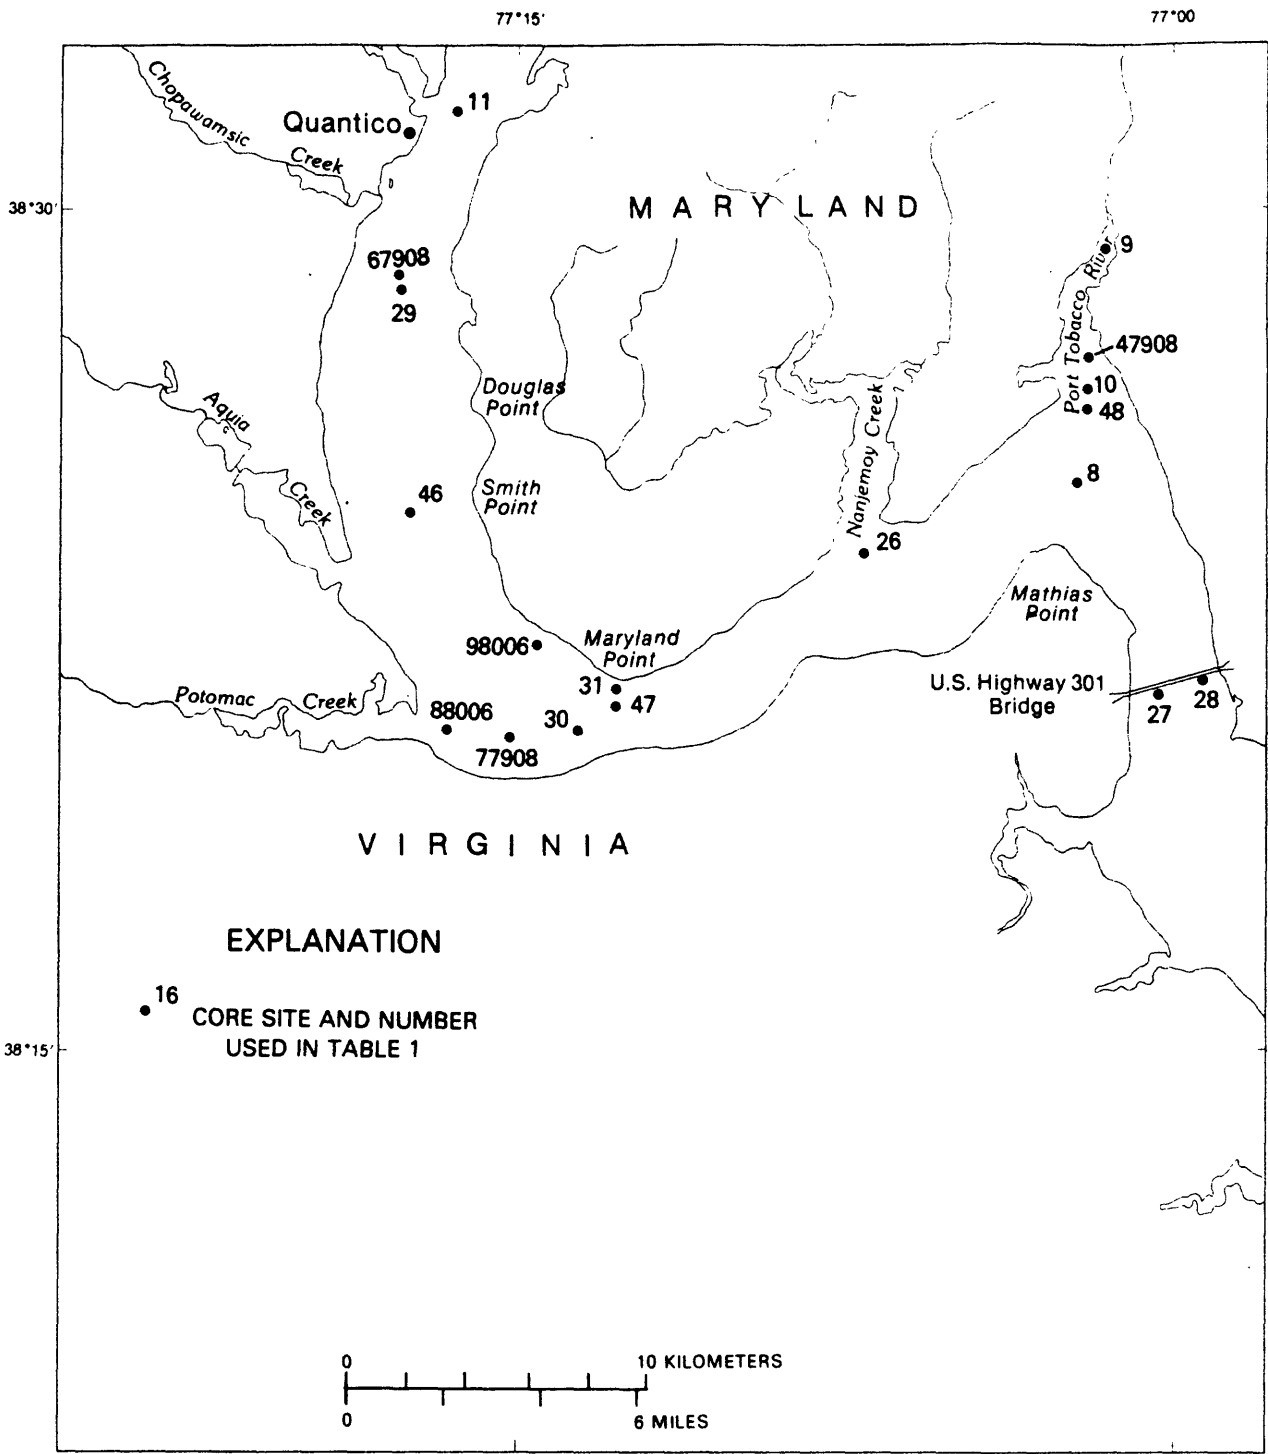 77°15'
77°00'
Chopawamsic
Creek
Quantico
11
38°30'
MARYLAND
67908
29
9
Port Tobacco River
47908
10
48
Douglas
Point
Aquia
Creek
46
Smith
Point
Nanjemoy Creek
8
26
Mathias
Point
98006
Maryland
Point
31
47
U.S. Highway 301
Bridge
27
28
Potomac Creek
88006
77908
30
VIRGINIA
EXPLANATION
16
CORE SITE AND NUMBER
USED IN TABLE 1
38°15'
0
10 KILOMETERS
0
6 MILES